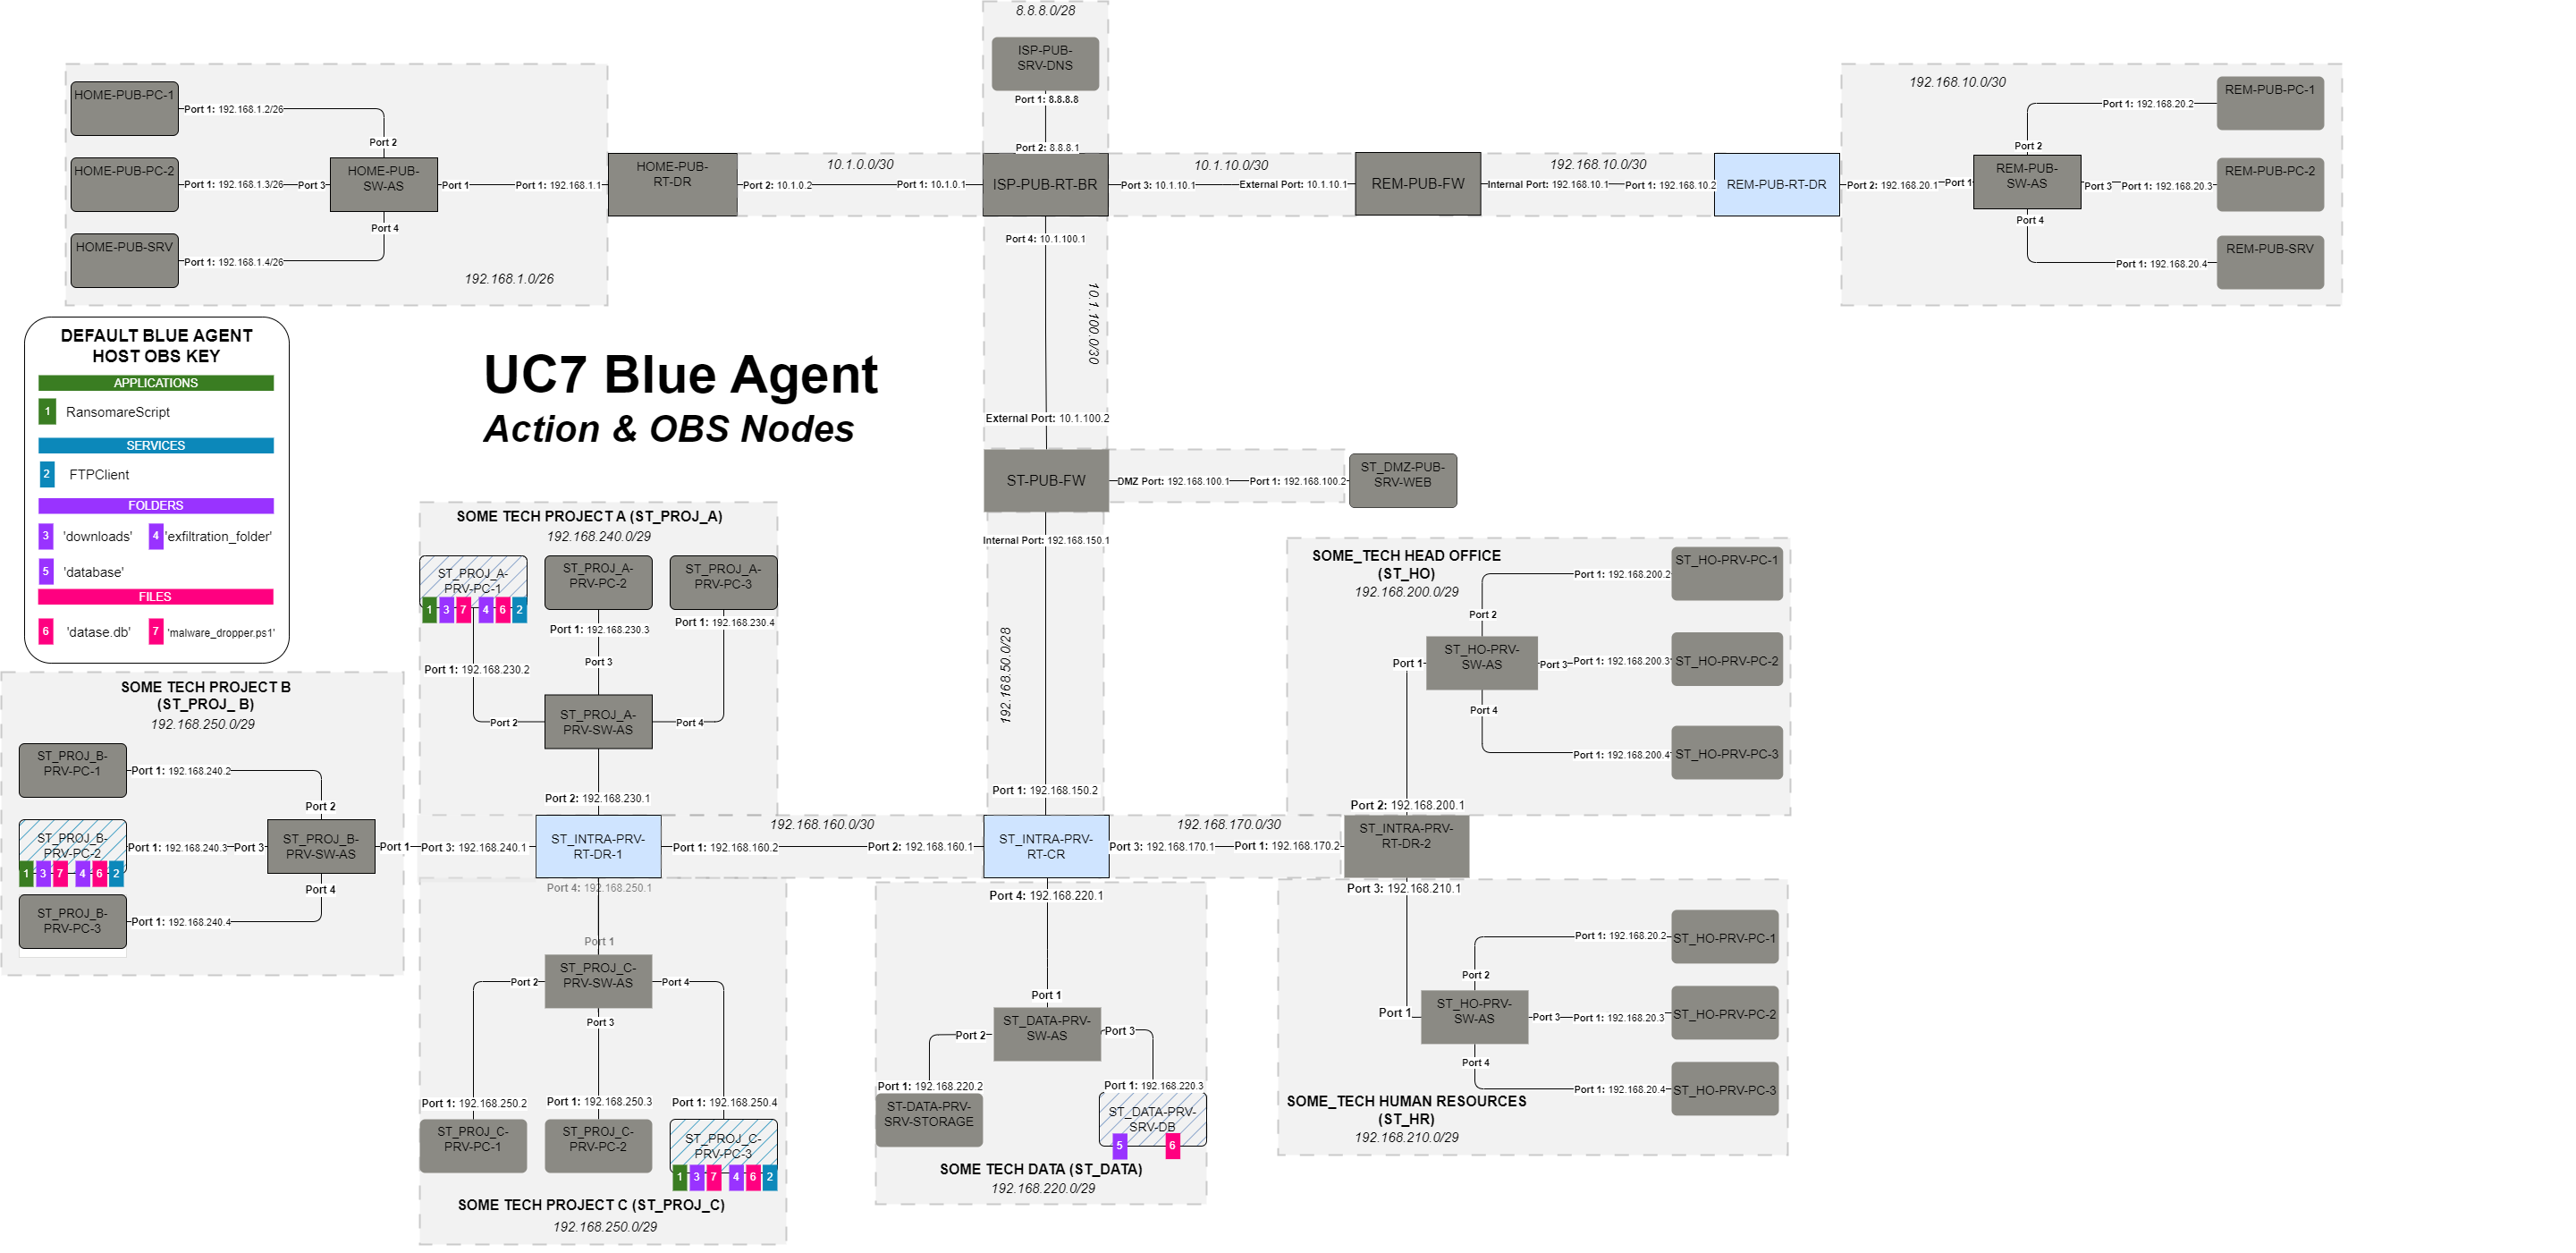 8.8.8.0/28
ISP-PUB-
SRV-DNS
Port 1: 8.8.8.8
Port 2: 8.8.8.1
HOME-PUB-PC-1
Port 1: 192.168.1.2/26
Port 2
HOME-PUB-PC-2
Port 1: 192.168.1.3/26
Port 3
HOME-PUB-
SW-AS
Port 1
Port 1: 192.168.1.1
Port 4
HOME-PUB-SRV
Port 1: 192.168.1.4/26
192.168.1.0/26
HOME-PUB-
RT-DR
10.1.0.0/30
Port 2: 10.1.0.2
Port 1: 10.1.0.1
ISP-PUB-RT-BR
10.1.10.0/30
Port 3: 10.1.10.1
External Port: 10.1.10.1
REM-PUB-FW
192.168.10.0/30
Internal Port: 192.168.10.1
Port 1: 192.168.10.2
REM-PUB-RT-DR
192.168.10.0/30
Port 2: 192.168.20.1
Port 1
REM-PUB-
SW-AS
Port 2
Port 1: 192.168.20.2
REM-PUB-PC-1
Port 3
Port 1: 192.168.20.3
REM-PUB-PC-2
Port 4
Port 1: 192.168.20.4
REM-PUB-SRV
Port 4: 10.1.100.1
10.1.100.0/30
External Port: 10.1.100.2
ST-PUB-FW
DMZ Port: 192.168.100.1
Port 1: 192.168.100.2
ST_DMZ-PUB-
SRV-WEB
Internal Port: 192.168.150.1
192.168.50.0/28
Port 1: 192.168.150.2
DEFAULT BLUE AGENT
HOST OBS KEY
APPLICATIONS
1 RansomareScript
SERVICES
2 FTPClient
FOLDERS
3 'downloads' 4 'exfiltration_folder'
5 'database'
FILES
6 'datase.db' 7 'malware_dropper.ps1'
UC7 Blue Agent
Action & OBS Nodes
SOME TECH PROJECT A (ST_PROJ_A)
192.168.240.0/29
ST_PROJ_A-
PRV-PC-1
1 3 7 4 6 2
ST_PROJ_A-
PRV-PC-2
ST_PROJ_A-
PRV-PC-3
Port 1: 192.168.230.2
Port 1: 192.168.230.3
Port 1: 192.168.230.4
Port 3
Port 2
ST_PROJ_A-
PRV-SW-AS
Port 4
Port 2: 192.168.230.1
SOME TECH PROJECT B
(ST_PROJ_ B)
192.168.250.0/29
ST_PROJ_B-
PRV-PC-1
Port 1: 192.168.240.2
Port 2
ST_PROJ_B-
PRV-PC-2
1 3 7 4 6 2
Port 1: 192.168.240.3
Port 3
ST_PROJ_B-
PRV-SW-AS
Port 1
Port 4
ST_PROJ_B-
PRV-PC-3
Port 1: 192.168.240.4
Port 3: 192.168.240.1
ST_INTRA-PRV-
RT-DR-1
192.168.160.0/30
Port 1: 192.168.160.2
Port 2: 192.168.160.1
ST_INTRA-PRV-
RT-CR
192.168.170.0/30
Port 3: 192.168.170.1
Port 1: 192.168.170.2
ST_INTRA-PRV-
RT-DR-2
Port 4: 192.168.250.1
Port 1
ST_PROJ_C-
PRV-SW-AS
Port 2
Port 4
Port 3
Port 1: 192.168.250.2
Port 1: 192.168.250.3
Port 1: 192.168.250.4
ST_PROJ_C-
PRV-PC-1
ST_PROJ_C-
PRV-PC-2
ST_PROJ_C-
PRV-PC-3
1 3 7 4 6 2
SOME TECH PROJECT C (ST_PROJ_C)
192.168.250.0/29
Port 4: 192.168.220.1
Port 1
ST_DATA-PRV-
SW-AS
Port 2
Port 3
Port 1: 192.168.220.2
Port 1: 192.168.220.3
ST-DATA-PRV-
SRV-STORAGE
ST_DATA-PRV-
SRV-DB
5 6
SOME TECH DATA (ST_DATA)
192.168.220.0/29
SOME_TECH HEAD OFFICE
(ST_HO)
192.168.200.0/29
Port 1: 192.168.200.2
ST_HO-PRV-PC-1
Port 2
Port 1
ST_HO-PRV-
SW-AS
Port 3
Port 1: 192.168.200.3
ST_HO-PRV-PC-2
Port 4
Port 1: 192.168.200.4
ST_HO-PRV-PC-3
Port 2: 192.168.200.1
Port 3: 192.168.210.1
Port 1: 192.168.20.2
ST_HO-PRV-PC-1
Port 2
Port 1
ST_HO-PRV-
SW-AS
Port 3
Port 1: 192.168.20.3
ST_HO-PRV-PC-2
Port 4
Port 1: 192.168.20.4
ST_HO-PRV-PC-3
SOME_TECH HUMAN RESOURCES
(ST_HR)
192.168.210.0/29